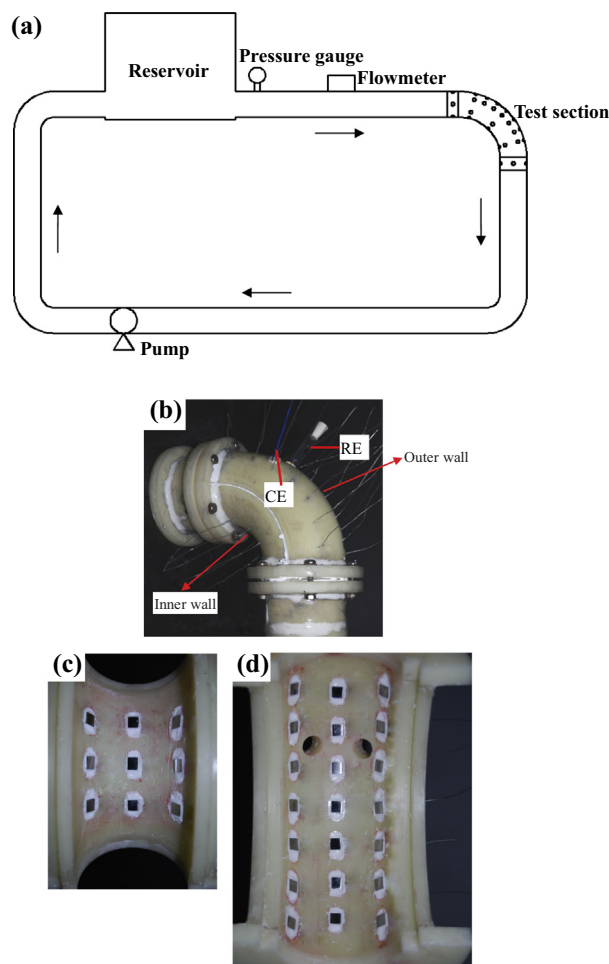 (a)
Pressure gauge
Reservoir
Flowmeter
Test section
Pump
(b)
RE
Outer wall
CE
Inner wall
(c)
(d)